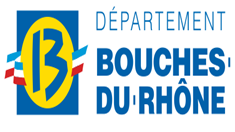 13
DÉPARTEMENT
BOUCHES·
DU·RHÔNE